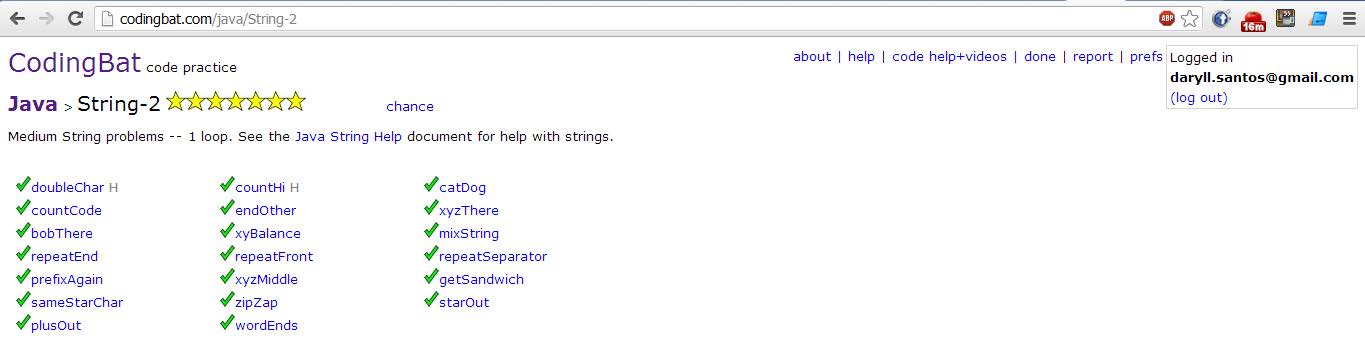 codingbat.com/java/String-2
ABP
16m
CodingBat code practice
about | help | code help+videos | done | report | prefs
Logged in
daryll.santos@gmail.com
(log out)
Java > String-2
chance
Medium String problems -- 1 loop. See the Java String Help document for help with strings.
doubleChar H countHi H catDog
countCode endOther xyzThere
bobThere xyBalance mixString
repeatEnd repeatFront repeatSeparator
prefixAgain xyzMiddle getSandwich
sameStarChar zipZap starOut
plusOut wordEnds